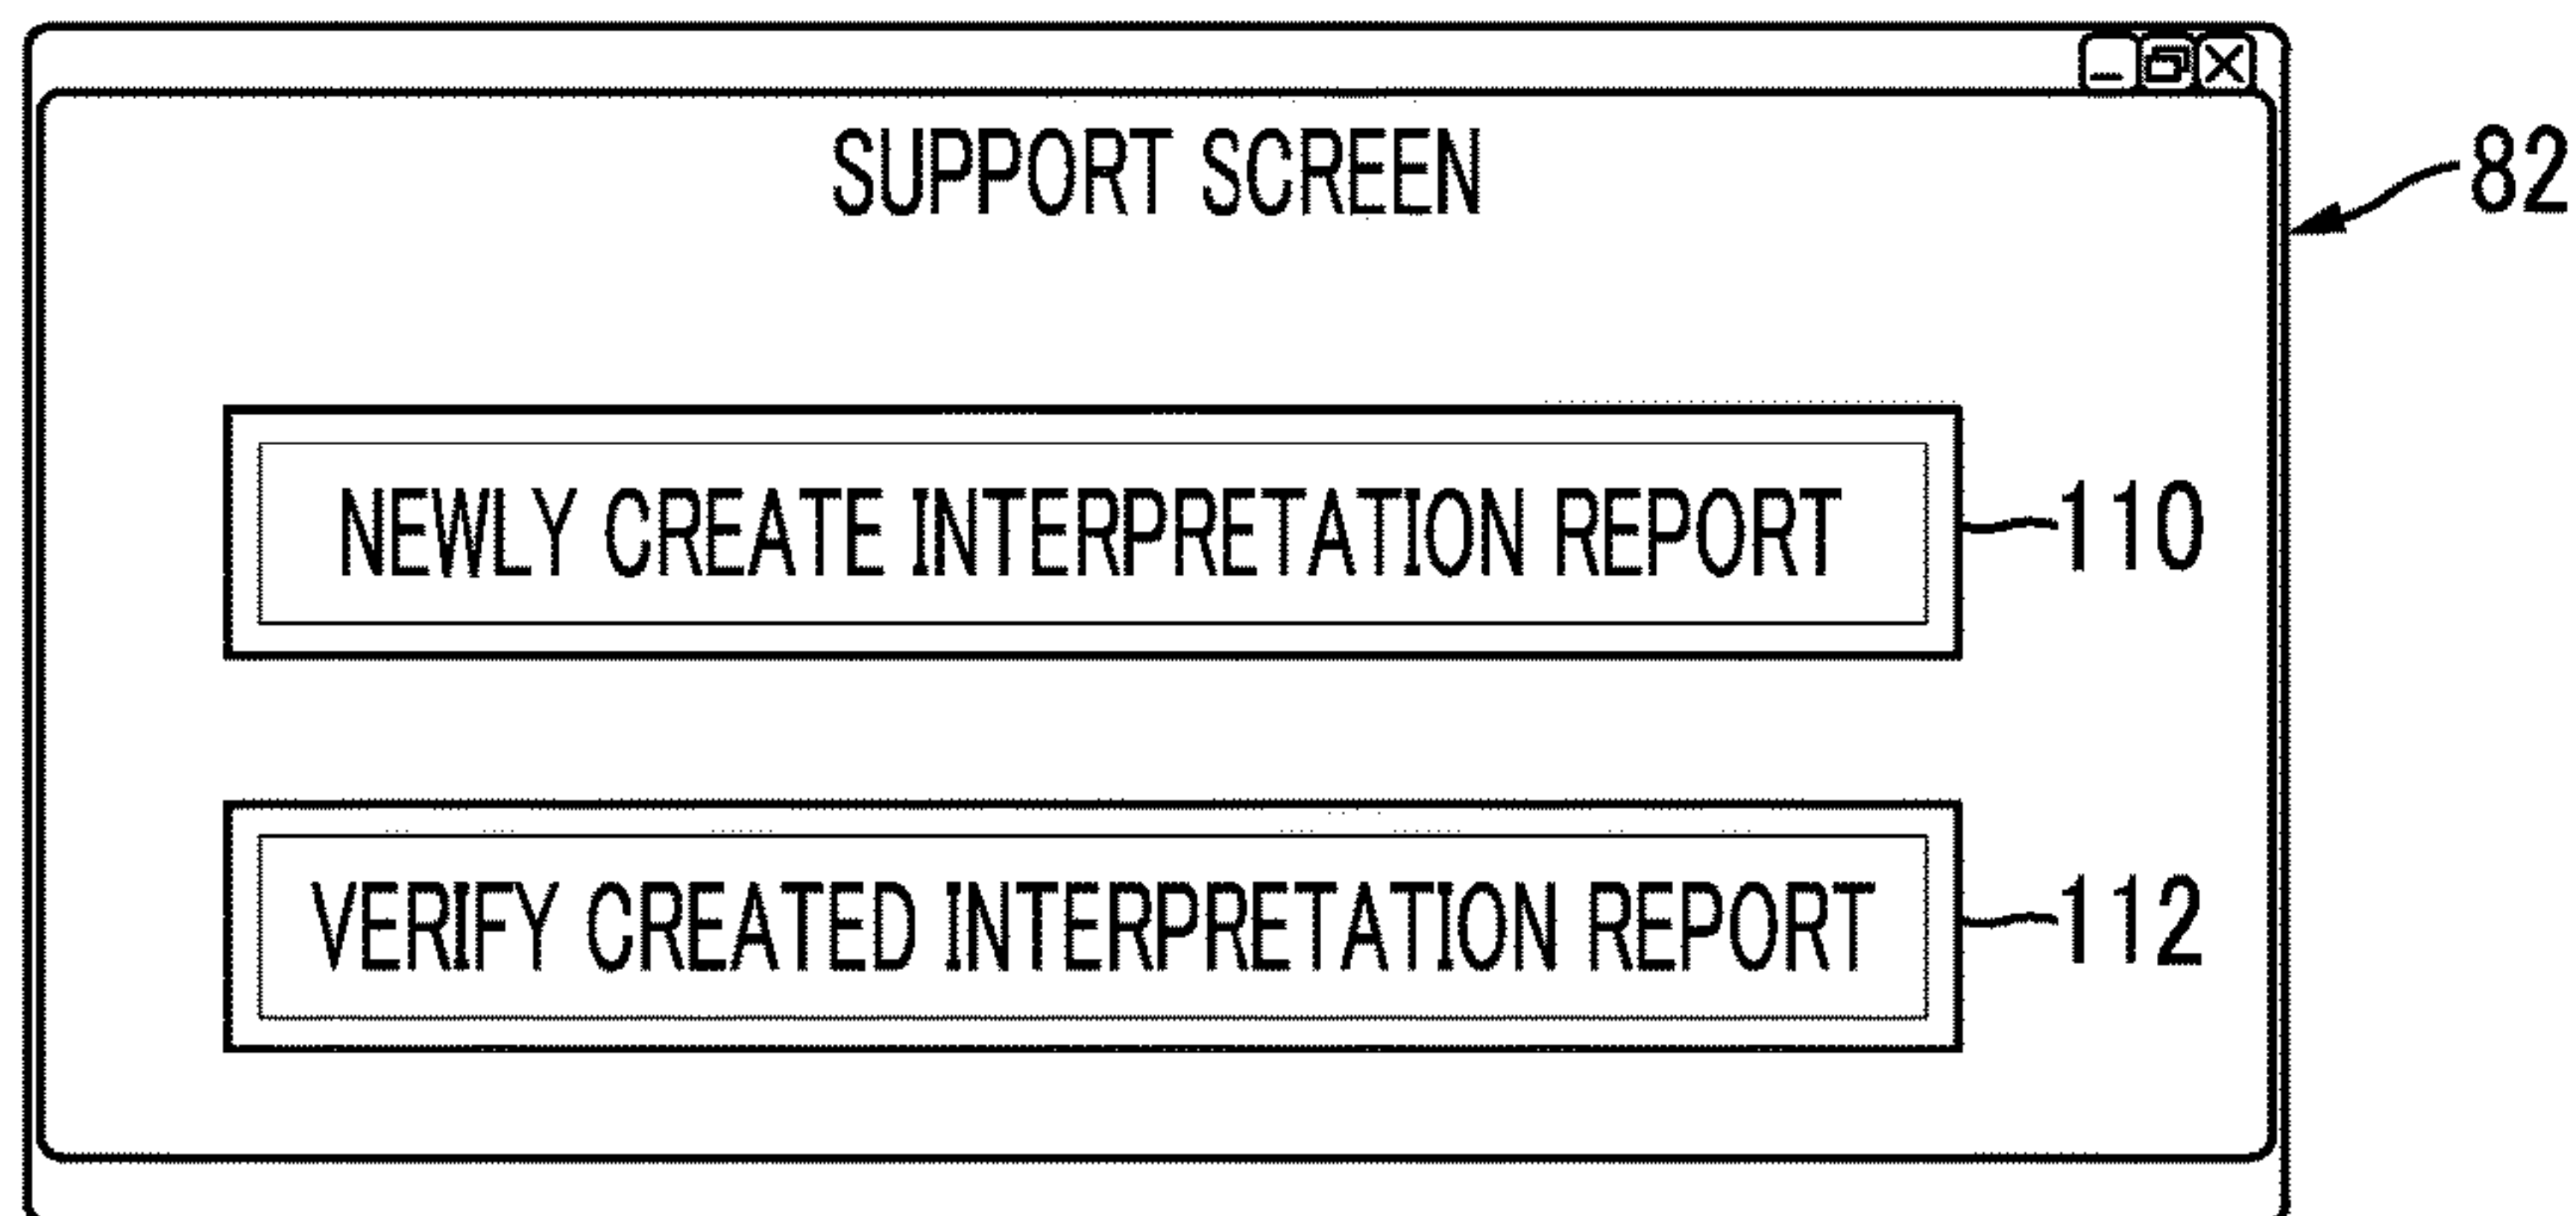 SUPPORT SCREEN
82
NEWLY CREATE INTERPRETATION REPORT
110
VERIFY CREATED INTERPRETATION REPORT
112